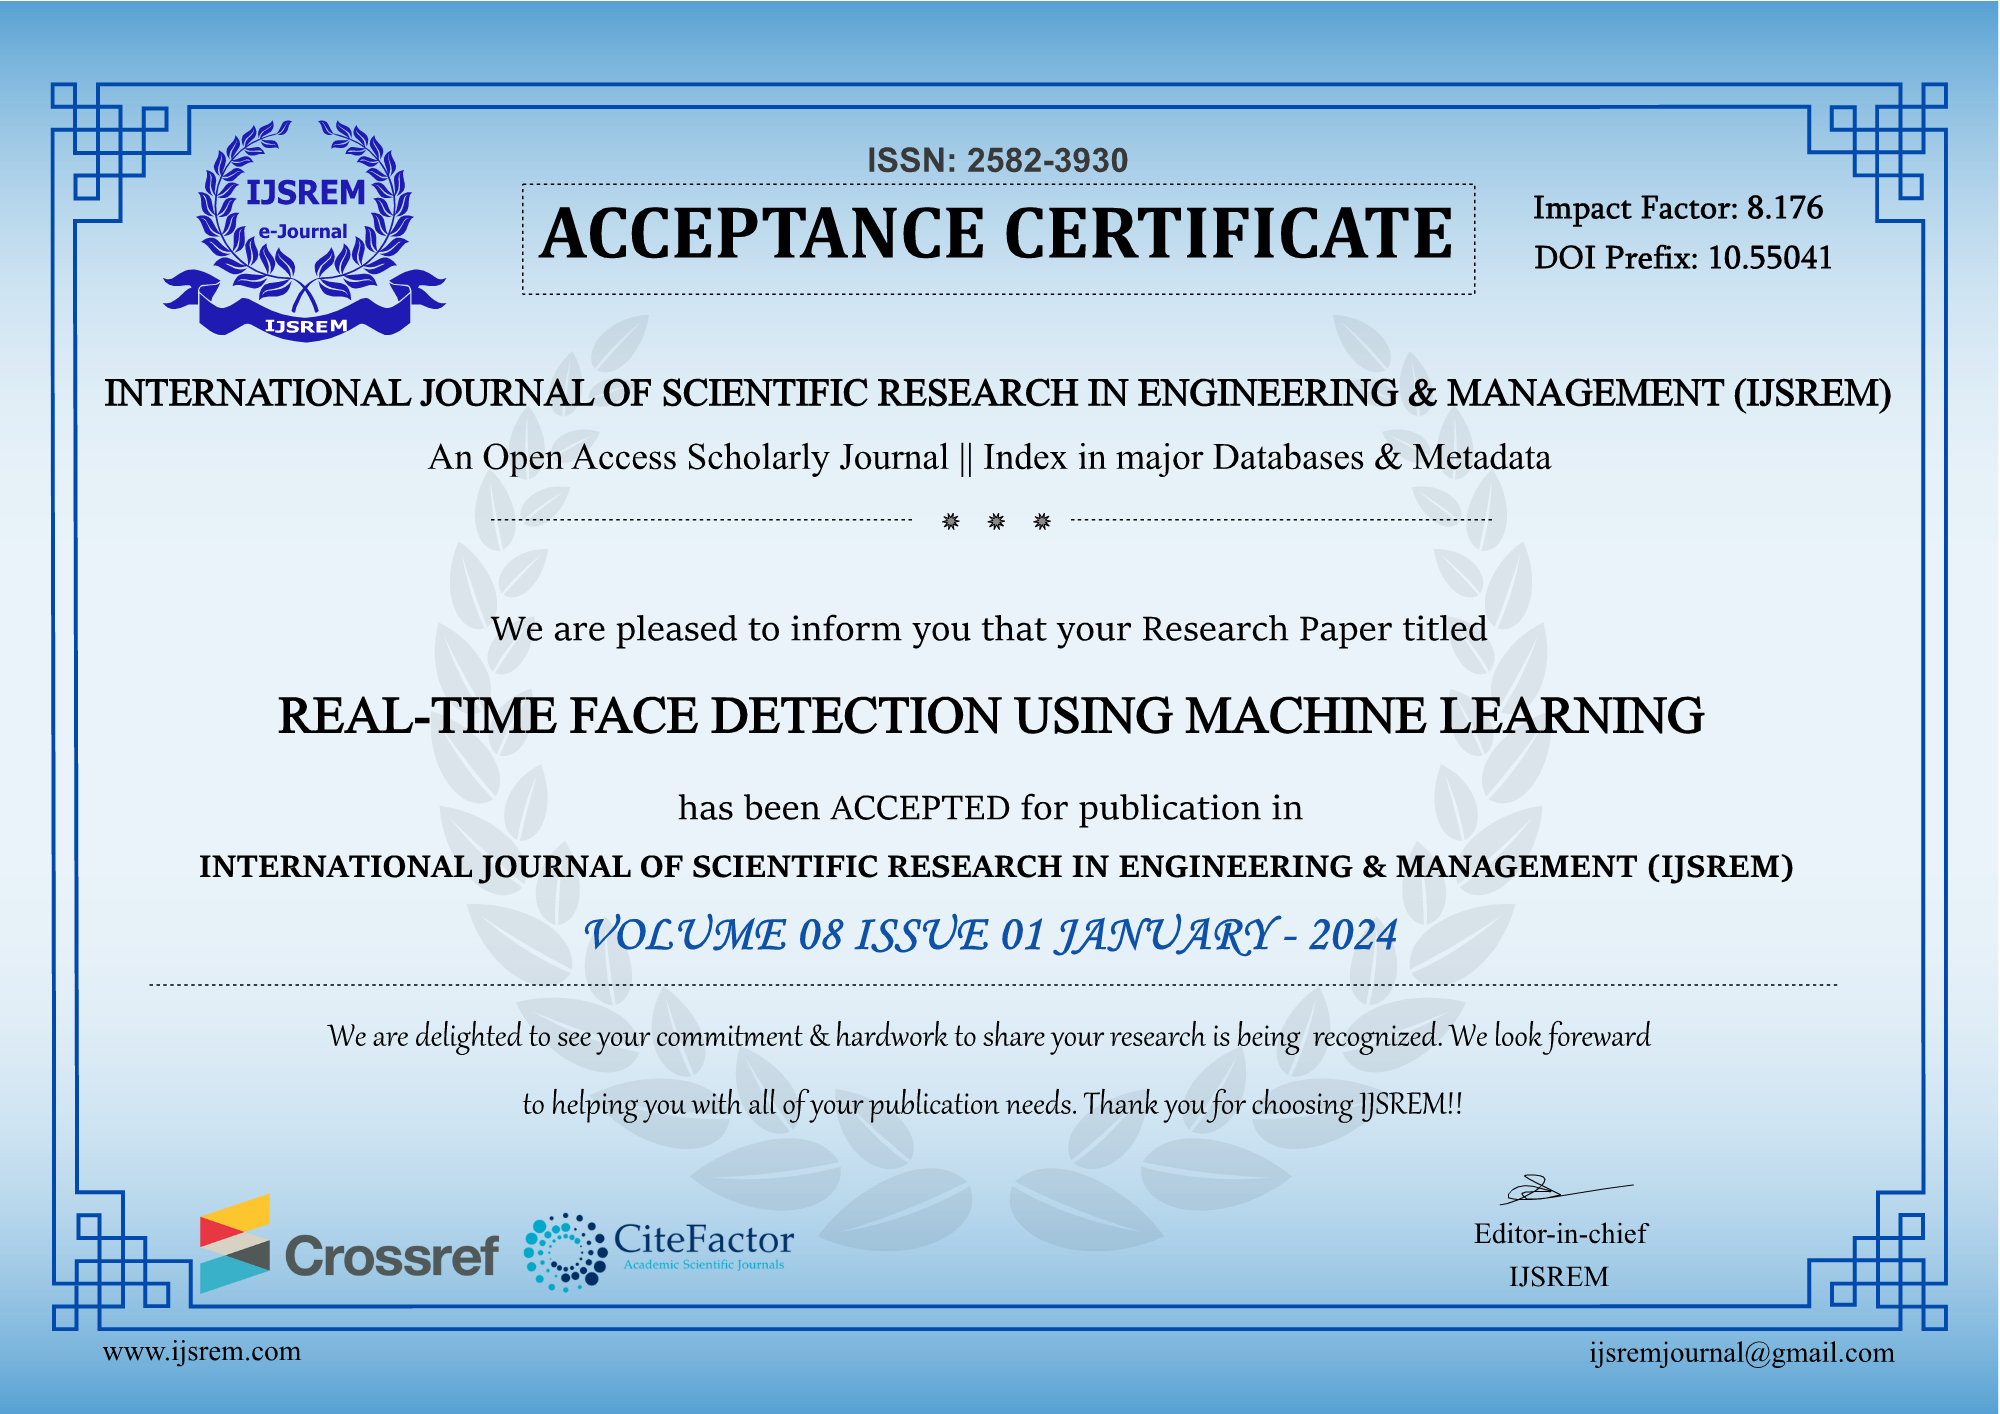 IJSREM
e-Journal
IJSREM
ISSN: 2582-3930
ACCEPTANCE CERTIFICATE
Impact Factor: 8.176
DOI Prefix: 10.55041
INTERNATIONAL JOURNAL OF SCIENTIFIC RESEARCH IN ENGINEERING & MANAGEMENT (IJSREM)
An Open Access Scholarly Journal || Index in major Databases & Metadata
We are pleased to inform you that your Research Paper titled
REAL-TIME FACE DETECTION USING MACHINE LEARNING
has been ACCEPTED for publication in
INTERNATIONAL JOURNAL OF SCIENTIFIC RESEARCH IN ENGINEERING & MANAGEMENT (IJSREM)
VOLUME 08 ISSUE 01 JANUARY - 2024
We are delighted to see your commitment & hardwork to share your research is being recognized. We look foreward
to helping you with all of your publication needs. Thank you for choosing IJSREM!!
Crossref
CiteFactor
Academic Scientific Journals
Editor-in-chief
IJSREM
www.ijsrem.com
ijsremjournal@gmail.com